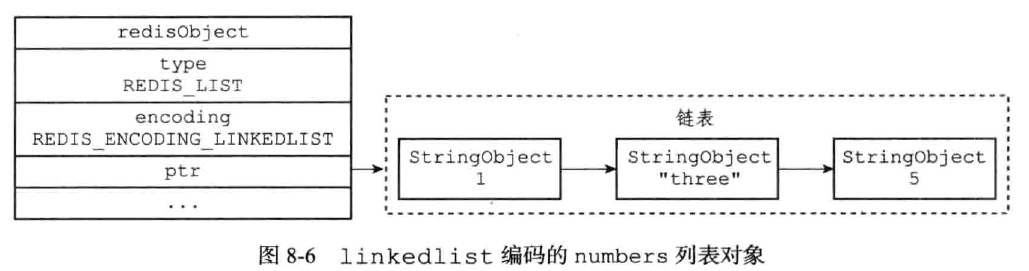 redisObject
type
REDIS_LIST
encoding
REDIS_ENCODING_LINKEDLIST
ptr
...
链表
StringObject
1
StringObject
"three"
StringObject
5
图 8-6 linkedlist 编码的 numbers 列表对象